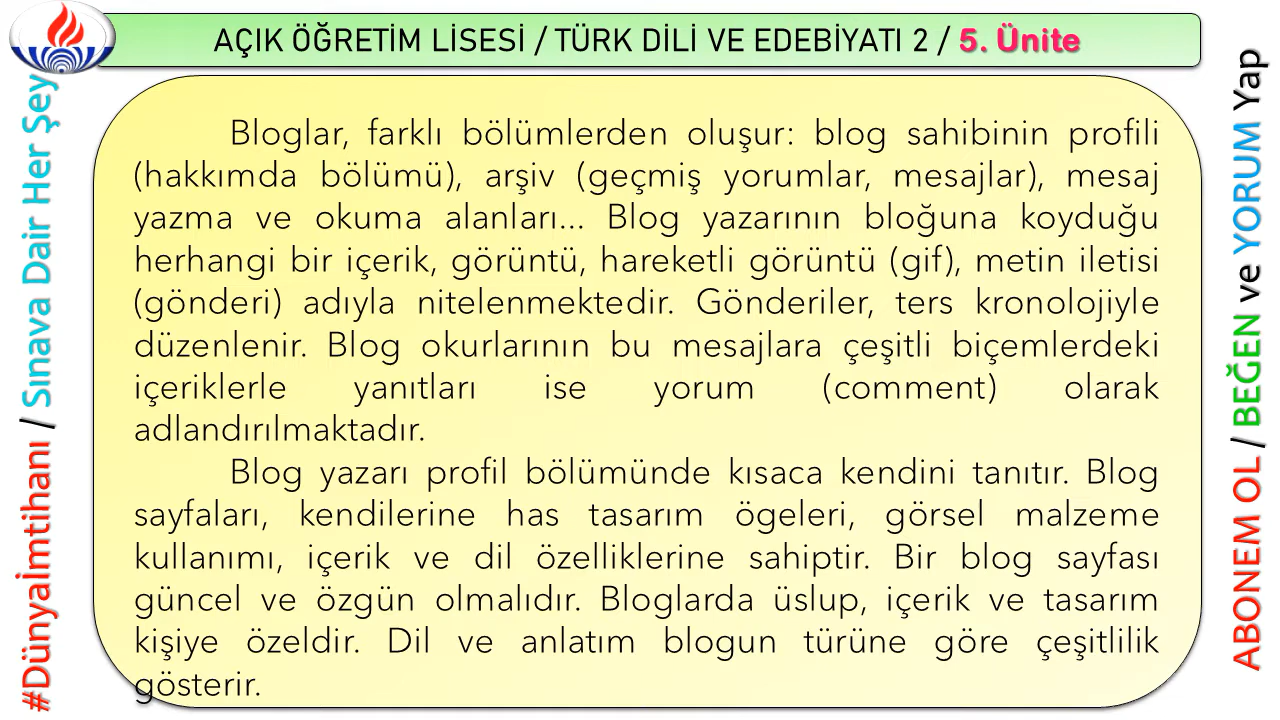 AÇIK ÖĞRETİM LİSESİ / TÜRK DİLİ VE EDEBİYATI 2 / 5. Ünite
#Dünyaİmtihanı / Sınava Dair Her Şey
Bloglar, farklı bölümlerden oluşur: blog sahibinin profili
(hakkımda bölümü), arşiv (geçmiş yorumlar, mesajlar), mesaj
yazma ve okuma alanları... Blog yazarının bloğuna koyduğu
herhangi bir içerik, görüntü, hareketli görüntü (gif), metin iletisi
(gönderi) adıyla nitelenmektedir. Gönderiler, ters kronolojiyle
düzenlenir. Blog okurlarının bu mesajlara çeşitli biçemlerdeki
içeriklerle yanıtları ise yorum (comment) olarak
adlandırılmaktadır.
Blog yazarı profil bölümünde kısaca kendini tanıtır. Blog
sayfaları, kendilerine has tasarım ögeleri, görsel malzeme
kullanımı, içerik ve dil özelliklerine sahiptir. Bir blog sayfası
güncel ve özgün olmalıdır. Bloglarda üslup, içerik ve tasarım
kişiye özeldir. Dil ve anlatım blogun türüne göre çeşitlilik
gösterir.
ABONEM OL / BEĞEN ve YORUM Yap